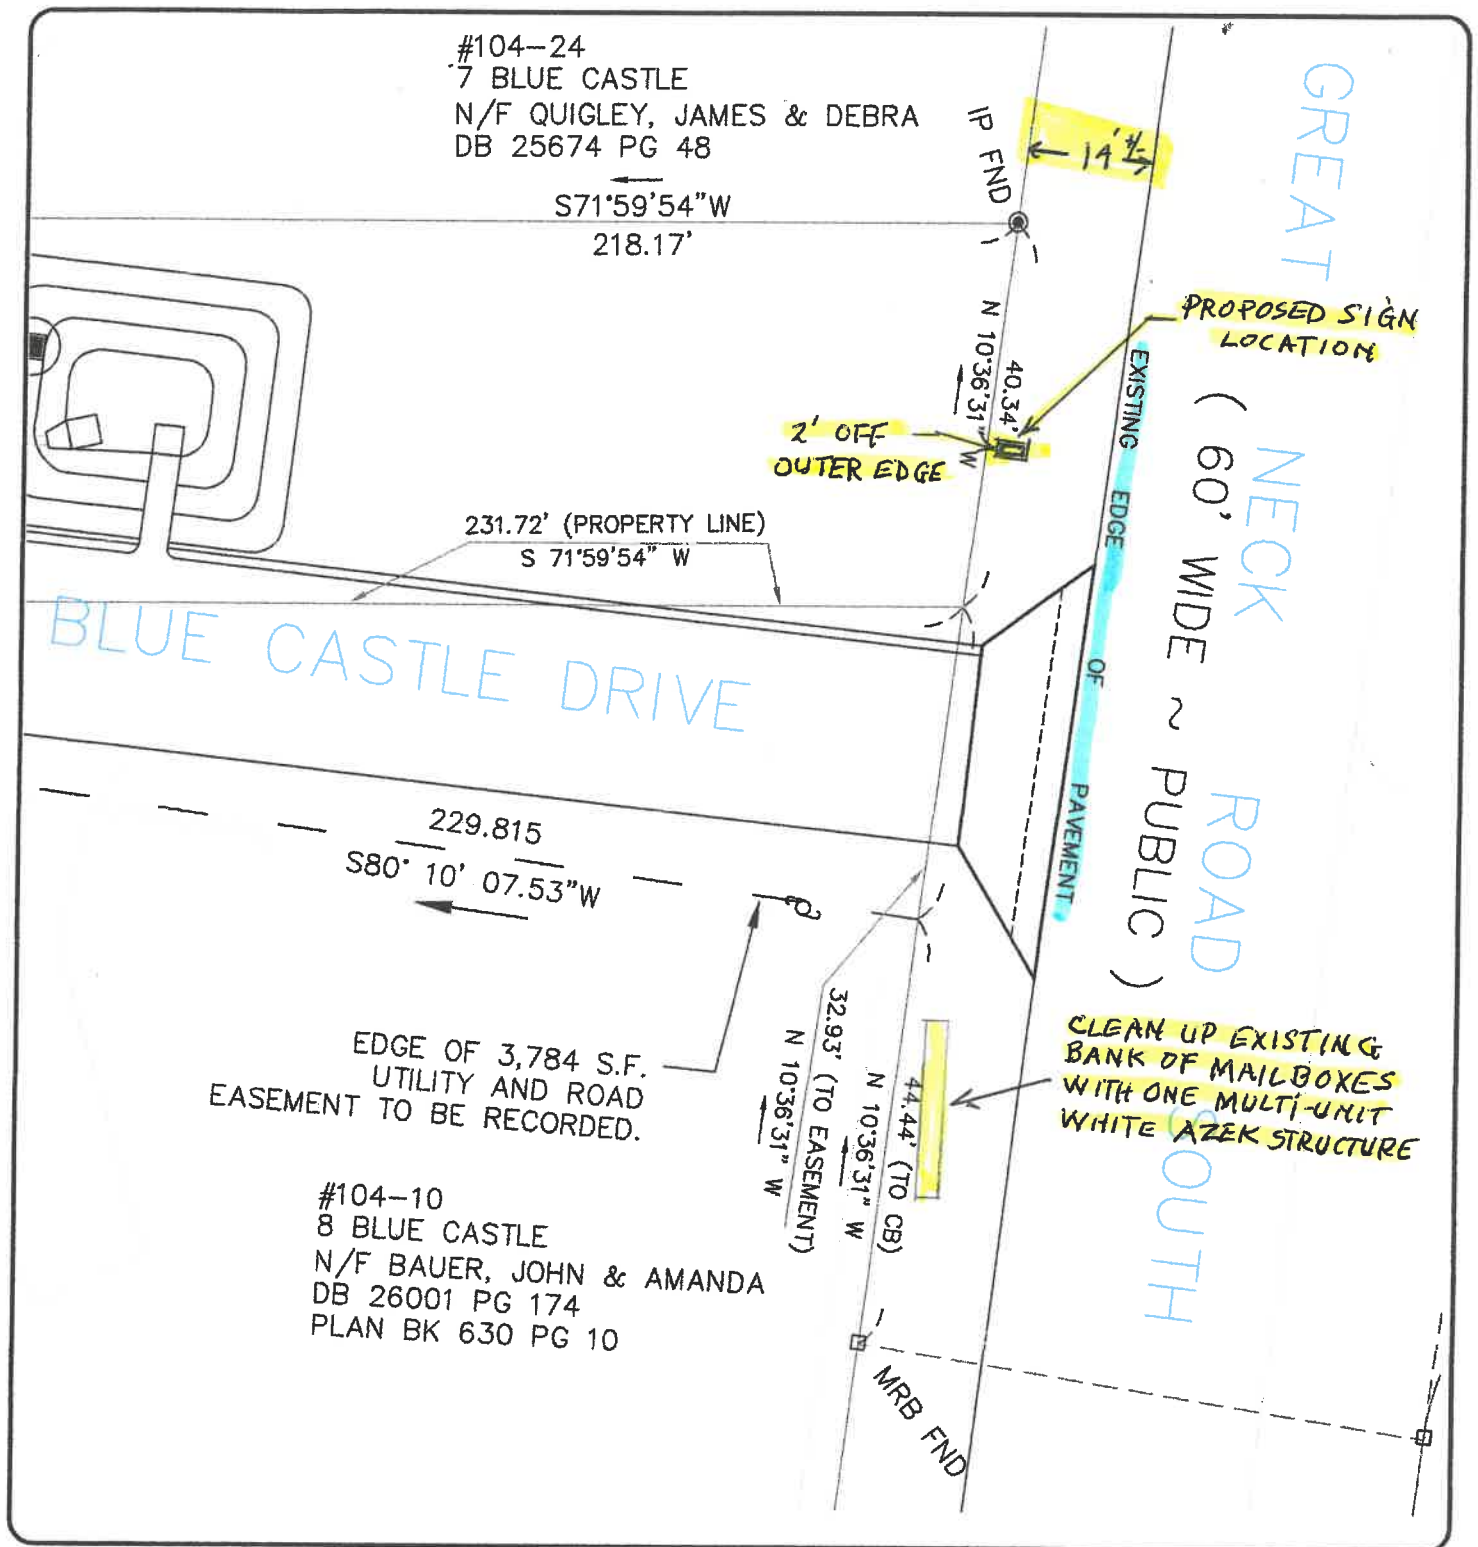 #104-24
7 BLUE CASTLE
N/F QUIGLEY, JAMES & DEBRA
DB 25674 PG 48
S71°59'54"W
218.17'
IP FND
14' +/-
GREAT NECK ROAD SOUTH
( 60' WIDE ~ PUBLIC )
PROPOSED SIGN
LOCATION
EXISTING EDGE OF PAVEMENT
40.34'
N 10°36'31" W
2' OFF
OUTER EDGE
231.72' (PROPERTY LINE)
S 71°59'54" W
BLUE CASTLE DRIVE
229.815
S80° 10' 07.53"W
EDGE OF 3,784 S.F.
UTILITY AND ROAD
EASEMENT TO BE RECORDED.
32.93' (TO EASEMENT)
N 10°36'31" W
44.44' (TO CB)
N 10°36'31" W
CLEAN UP EXISTING
BANK OF MAILBOXES
WITH ONE MULTI-UNIT
WHITE AZEK STRUCTURE
#104-10
8 BLUE CASTLE
N/F BAUER, JOHN & AMANDA
DB 26001 PG 174
PLAN BK 630 PG 10
MRB FND